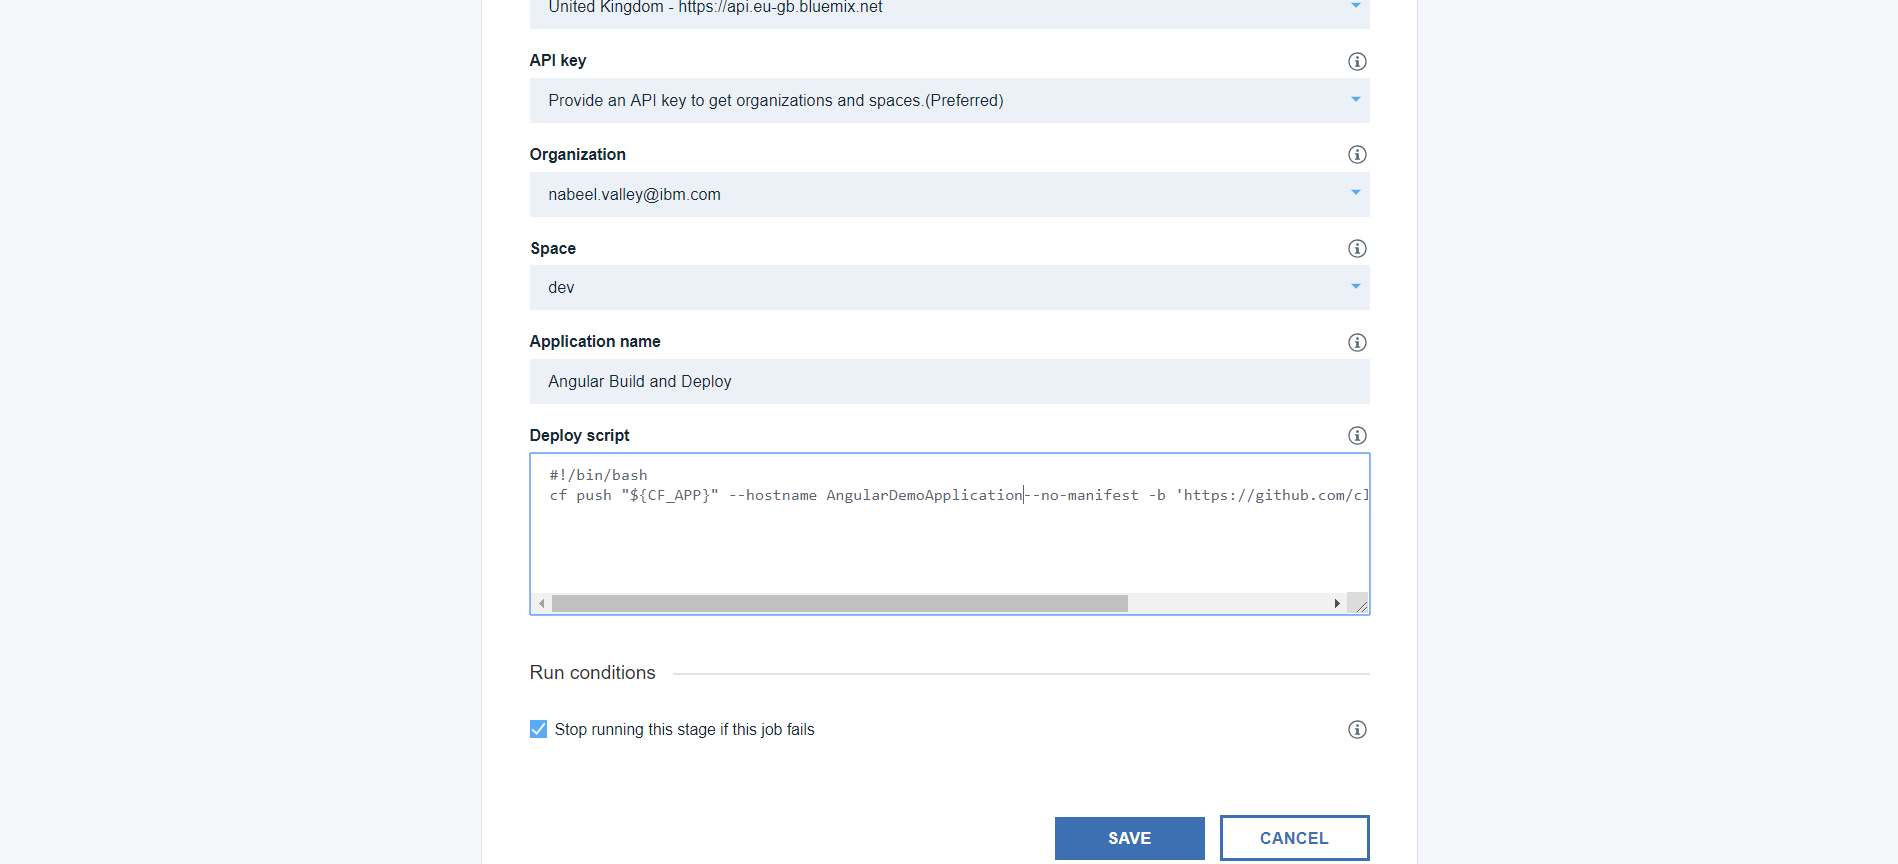 United Kingdom - https://api.eu-gb.bluemix.net
API key
Provide an API key to get organizations and spaces.(Preferred)
Organization
nabeel.valley@ibm.com
Space
dev
Application name
Angular Build and Deploy
Deploy script
#!/bin/bash
cf push "${CF_APP}" --hostname AngularDemoApplication--no-manifest -b 'https://github.com/cl
Run conditions
Stop running this stage if this job fails
SAVE CANCEL